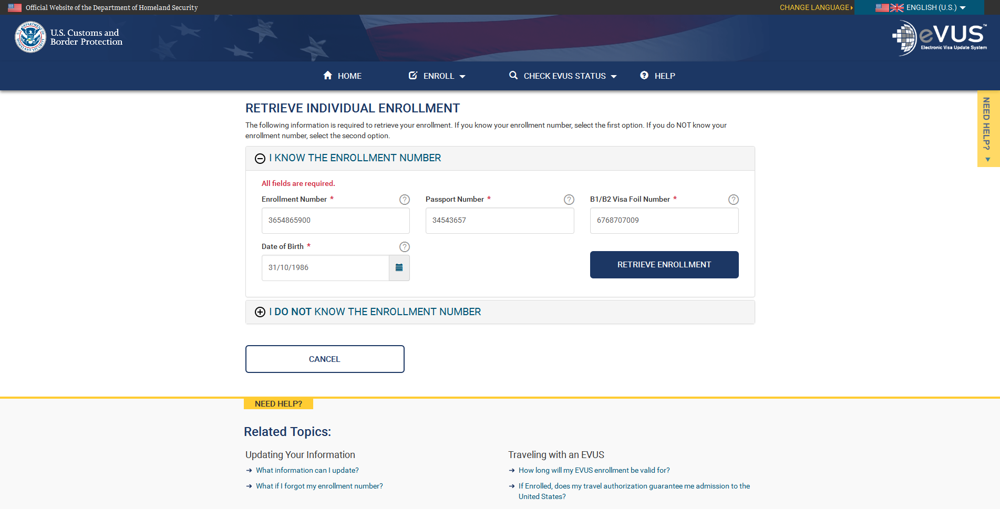 Official Website of the Department of Homeland Security
CHANGE LANGUAGE
ENGLISH (U.S.)
U.S. Customs and
Border Protection
eVUS™
Electronic Visa Update System
HOME
ENROLL
CHECK EVUS STATUS
HELP
NEED HELP?
RETRIEVE INDIVIDUAL ENROLLMENT
The following information is required to retrieve your enrollment. If you know your enrollment number, select the first option. If you do NOT know your
enrollment number, select the second option.
I KNOW THE ENROLLMENT NUMBER
All fields are required.
Enrollment Number *
Passport Number *
B1/B2 Visa Foil Number *
3654865900
34543657
6768707009
Date of Birth *
31/10/1986
RETRIEVE ENROLLMENT
I DO NOT KNOW THE ENROLLMENT NUMBER
CANCEL
NEED HELP?
Related Topics:
Updating Your Information
What information can I update?
What if I forgot my enrollment number?
Traveling with an EVUS
How long will my EVUS enrollment be valid for?
If Enrolled, does my travel authorization guarantee me admission to the
United States?